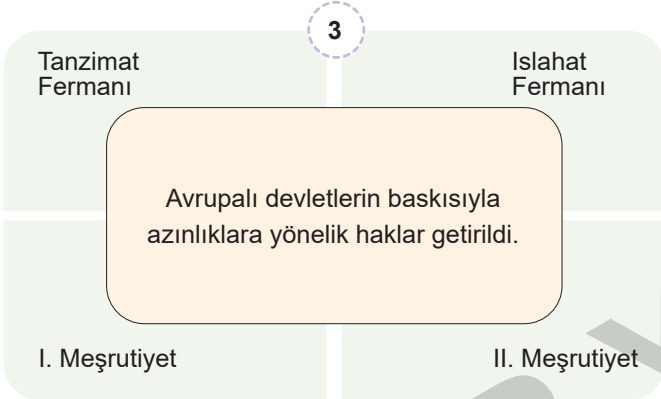 3
Tanzimat
Fermanı
Islahat
Fermanı
Avrupalı devletlerin baskısıyla
azınlıklara yönelik haklar getirildi.
I. Meşrutiyet
II. Meşrutiyet